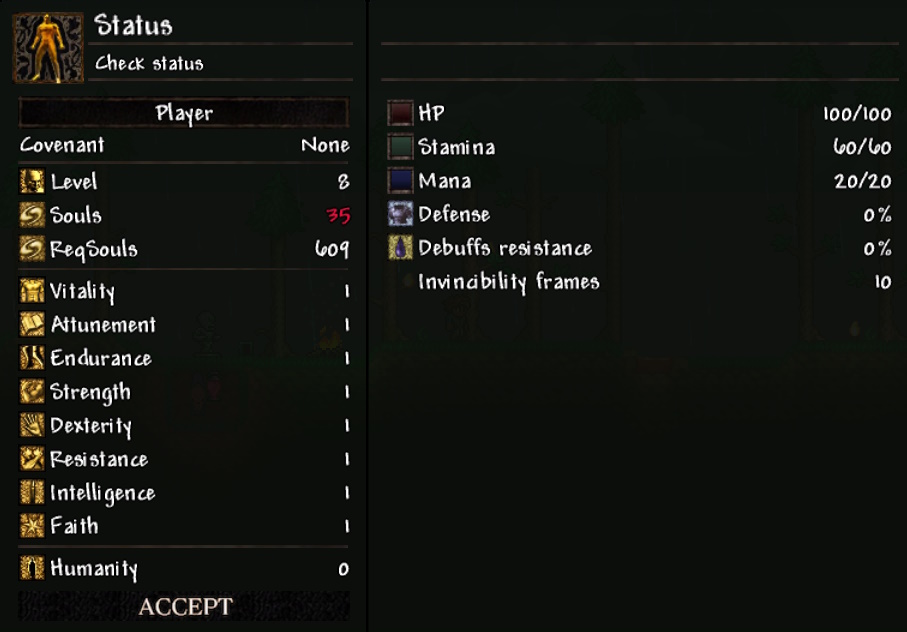 Status
Check status
Player
Covenant None
Level 8
Souls 35
ReqSouls 609
Vitality 1
Attunement 1
Endurance 1
Strength 1
Dexterity 1
Resistance 1
Intelligence 1
Faith 1
Humanity 0
ACCEPT
HP 100/100
Stamina 60/60
Mana 20/20
Defense 0%
Debuffs resistance 0%
Invincibility frames 10